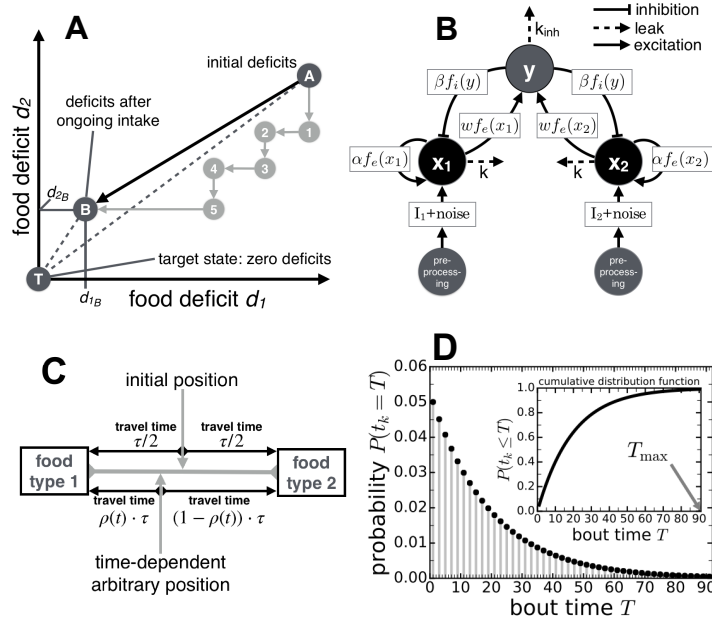 A
food deficit d2
initial deficits
A
deficits after
ongoing intake
1
2
3
4
5
d2B
B
target state: zero deficits
T
d1B
food deficit d1
B
inhibition
leak
excitation
kinh
y
βfi(y)
βfi(y)
wfe(x1)
wfe(x2)
αfe(x1)
x1
k
k
x2
αfe(x2)
I1+noise
I2+noise
pre-
process-
ing
pre-
process-
ing
C
initial position
travel time
τ/2
travel time
τ/2
food
type 1
food
type 2
travel time
ρ(t) · τ
travel time
(1 − ρ(t)) · τ
time-dependent
arbitrary position
D
probability P(tk = T)
0.06
0.05
0.04
0.03
0.02
0.01
0.00
0 10 20 30 40 50 60 70 80 90
bout time T
cumulative distribution function
P(tk ≤ T)
1.0
0.8
0.6
0.4
0.2
0.0
0 10 20 30 40 50 60 70 80 90
bout time T
Tmax